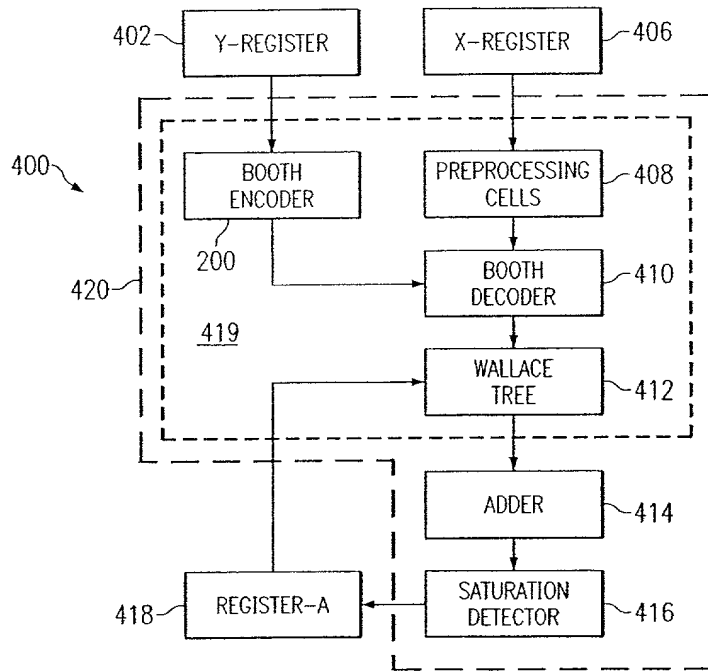 402
Y-REGISTER
X-REGISTER
406
400
BOOTH
ENCODER
200
PREPROCESSING
CELLS
408
420
419
BOOTH
DECODER
410
WALLACE
TREE
412
ADDER
414
418
REGISTER-A
SATURATION
DETECTOR
416